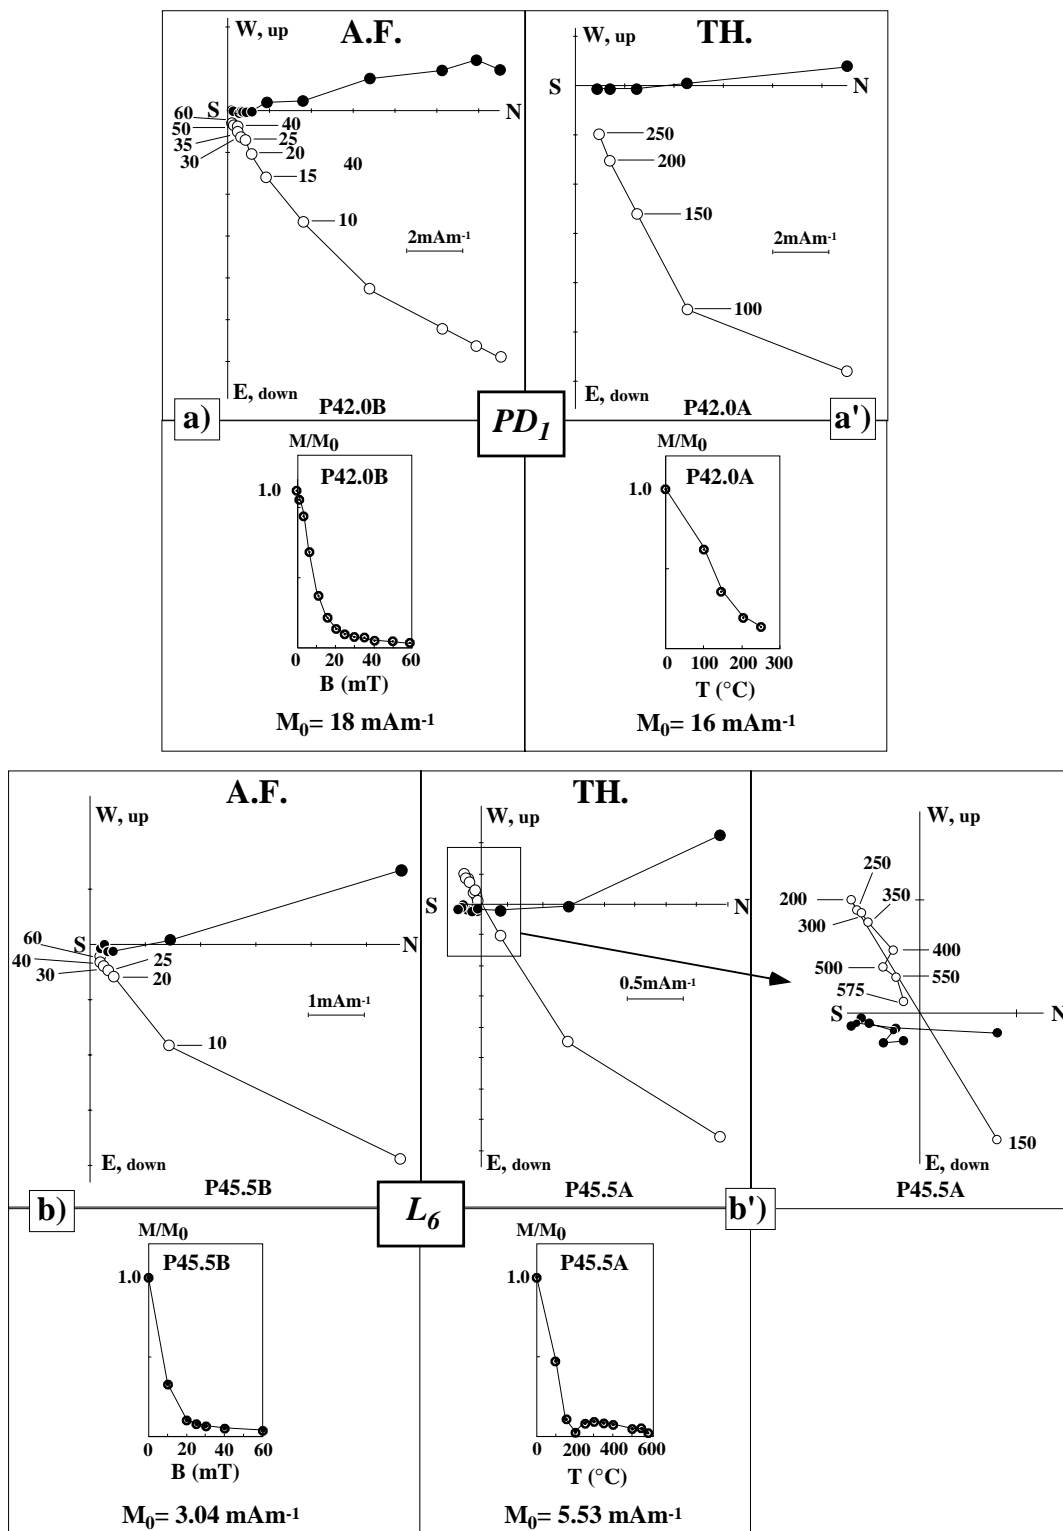 A.F.
W, up
S
N
60
50
35
30
40
25
20
40
15
10
2mAm-1
E, down
P42.0B
a)
TH.
W, up
S
N
250
200
150
2mAm-1
100
E, down
P42.0A
a')
PD1
M/M0
P42.0B
1.0
0 20 40 60
B (mT)
M0= 18 mAm-1
M/M0
P42.0A
1.0
0 100 200 300
T (°C)
M0= 16 mAm-1
A.F.
W, up
S
N
60
40
30
25
20
1mAm-1
10
E, down
P45.5B
b)
TH.
W, up
S
N
0.5mAm-1
E, down
P45.5A
b')
W, up
250
200
350
300
400
500
550
575
S
N
150
E, down
P45.5A
L6
M/M0
P45.5B
1.0
0 20 40 60
B (mT)
M0= 3.04 mAm-1
M/M0
P45.5A
1.0
0 200 400 600
T (°C)
M0= 5.53 mAm-1